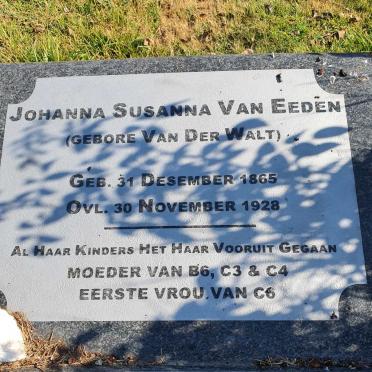 Johanna Susanna Van Eeden
(gebore Van Der Walt)
Geb. 31 Desember 1865
Ovl. 30 November 1928
Al Haar Kinders Het Haar Vooruit Gegaan
MOEDER VAN B6, C3 & C4
EERSTE VROU VAN C6